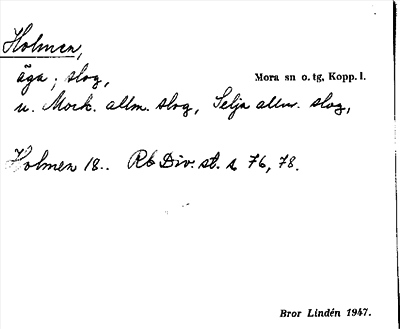 Holmen,
äga; slog,
Mora sn o. tg, Kopp. l.
u. Mork. allm. slog, Selja allm. slog,
Holmen 18.. Rb Div. st. s 76, 78.
Bror Lindén 1947.